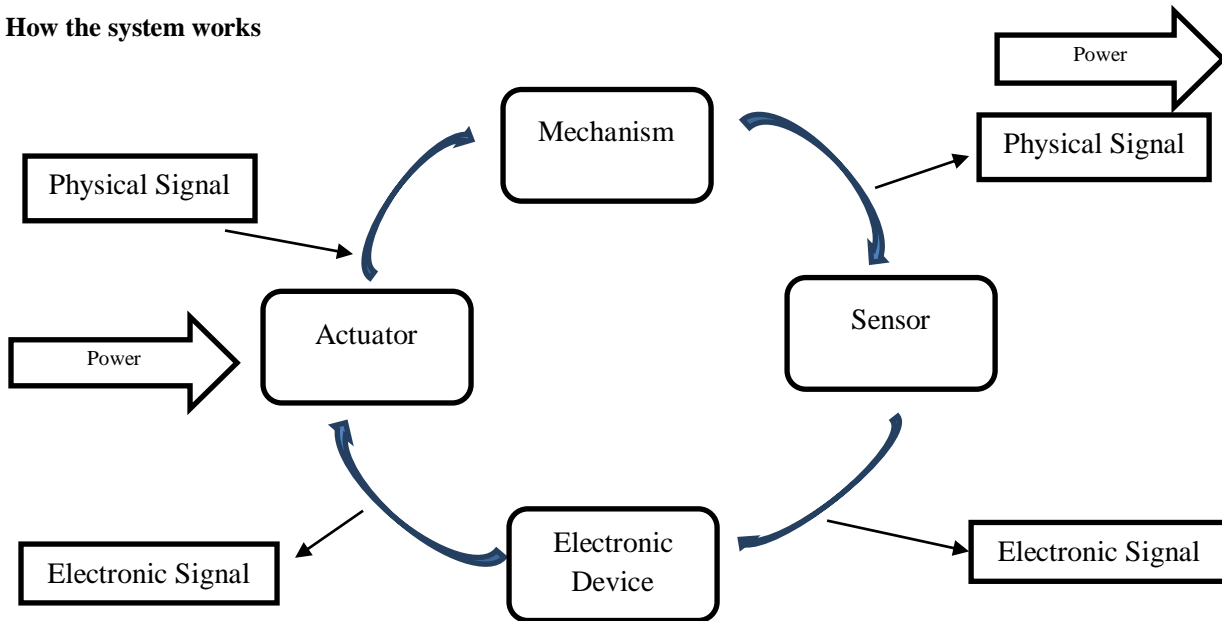 How the system works
Power
Mechanism
Physical Signal
Physical Signal
Sensor
Actuator
Power
Electronic
Device
Electronic Signal
Electronic Signal